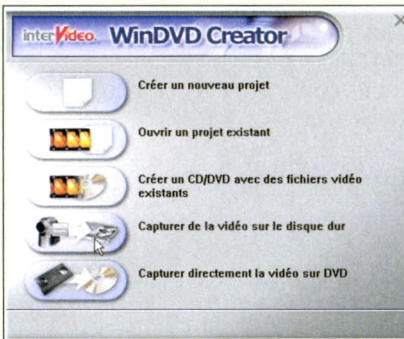 interVideo WinDVD Creator
Créer un nouveau projet
Ouvrir un projet existant
Créer un CD/DVD avec des fichiers vidéo
existants
Capturer de la vidéo sur le disque dur
Capturer directement la vidéo sur DVD